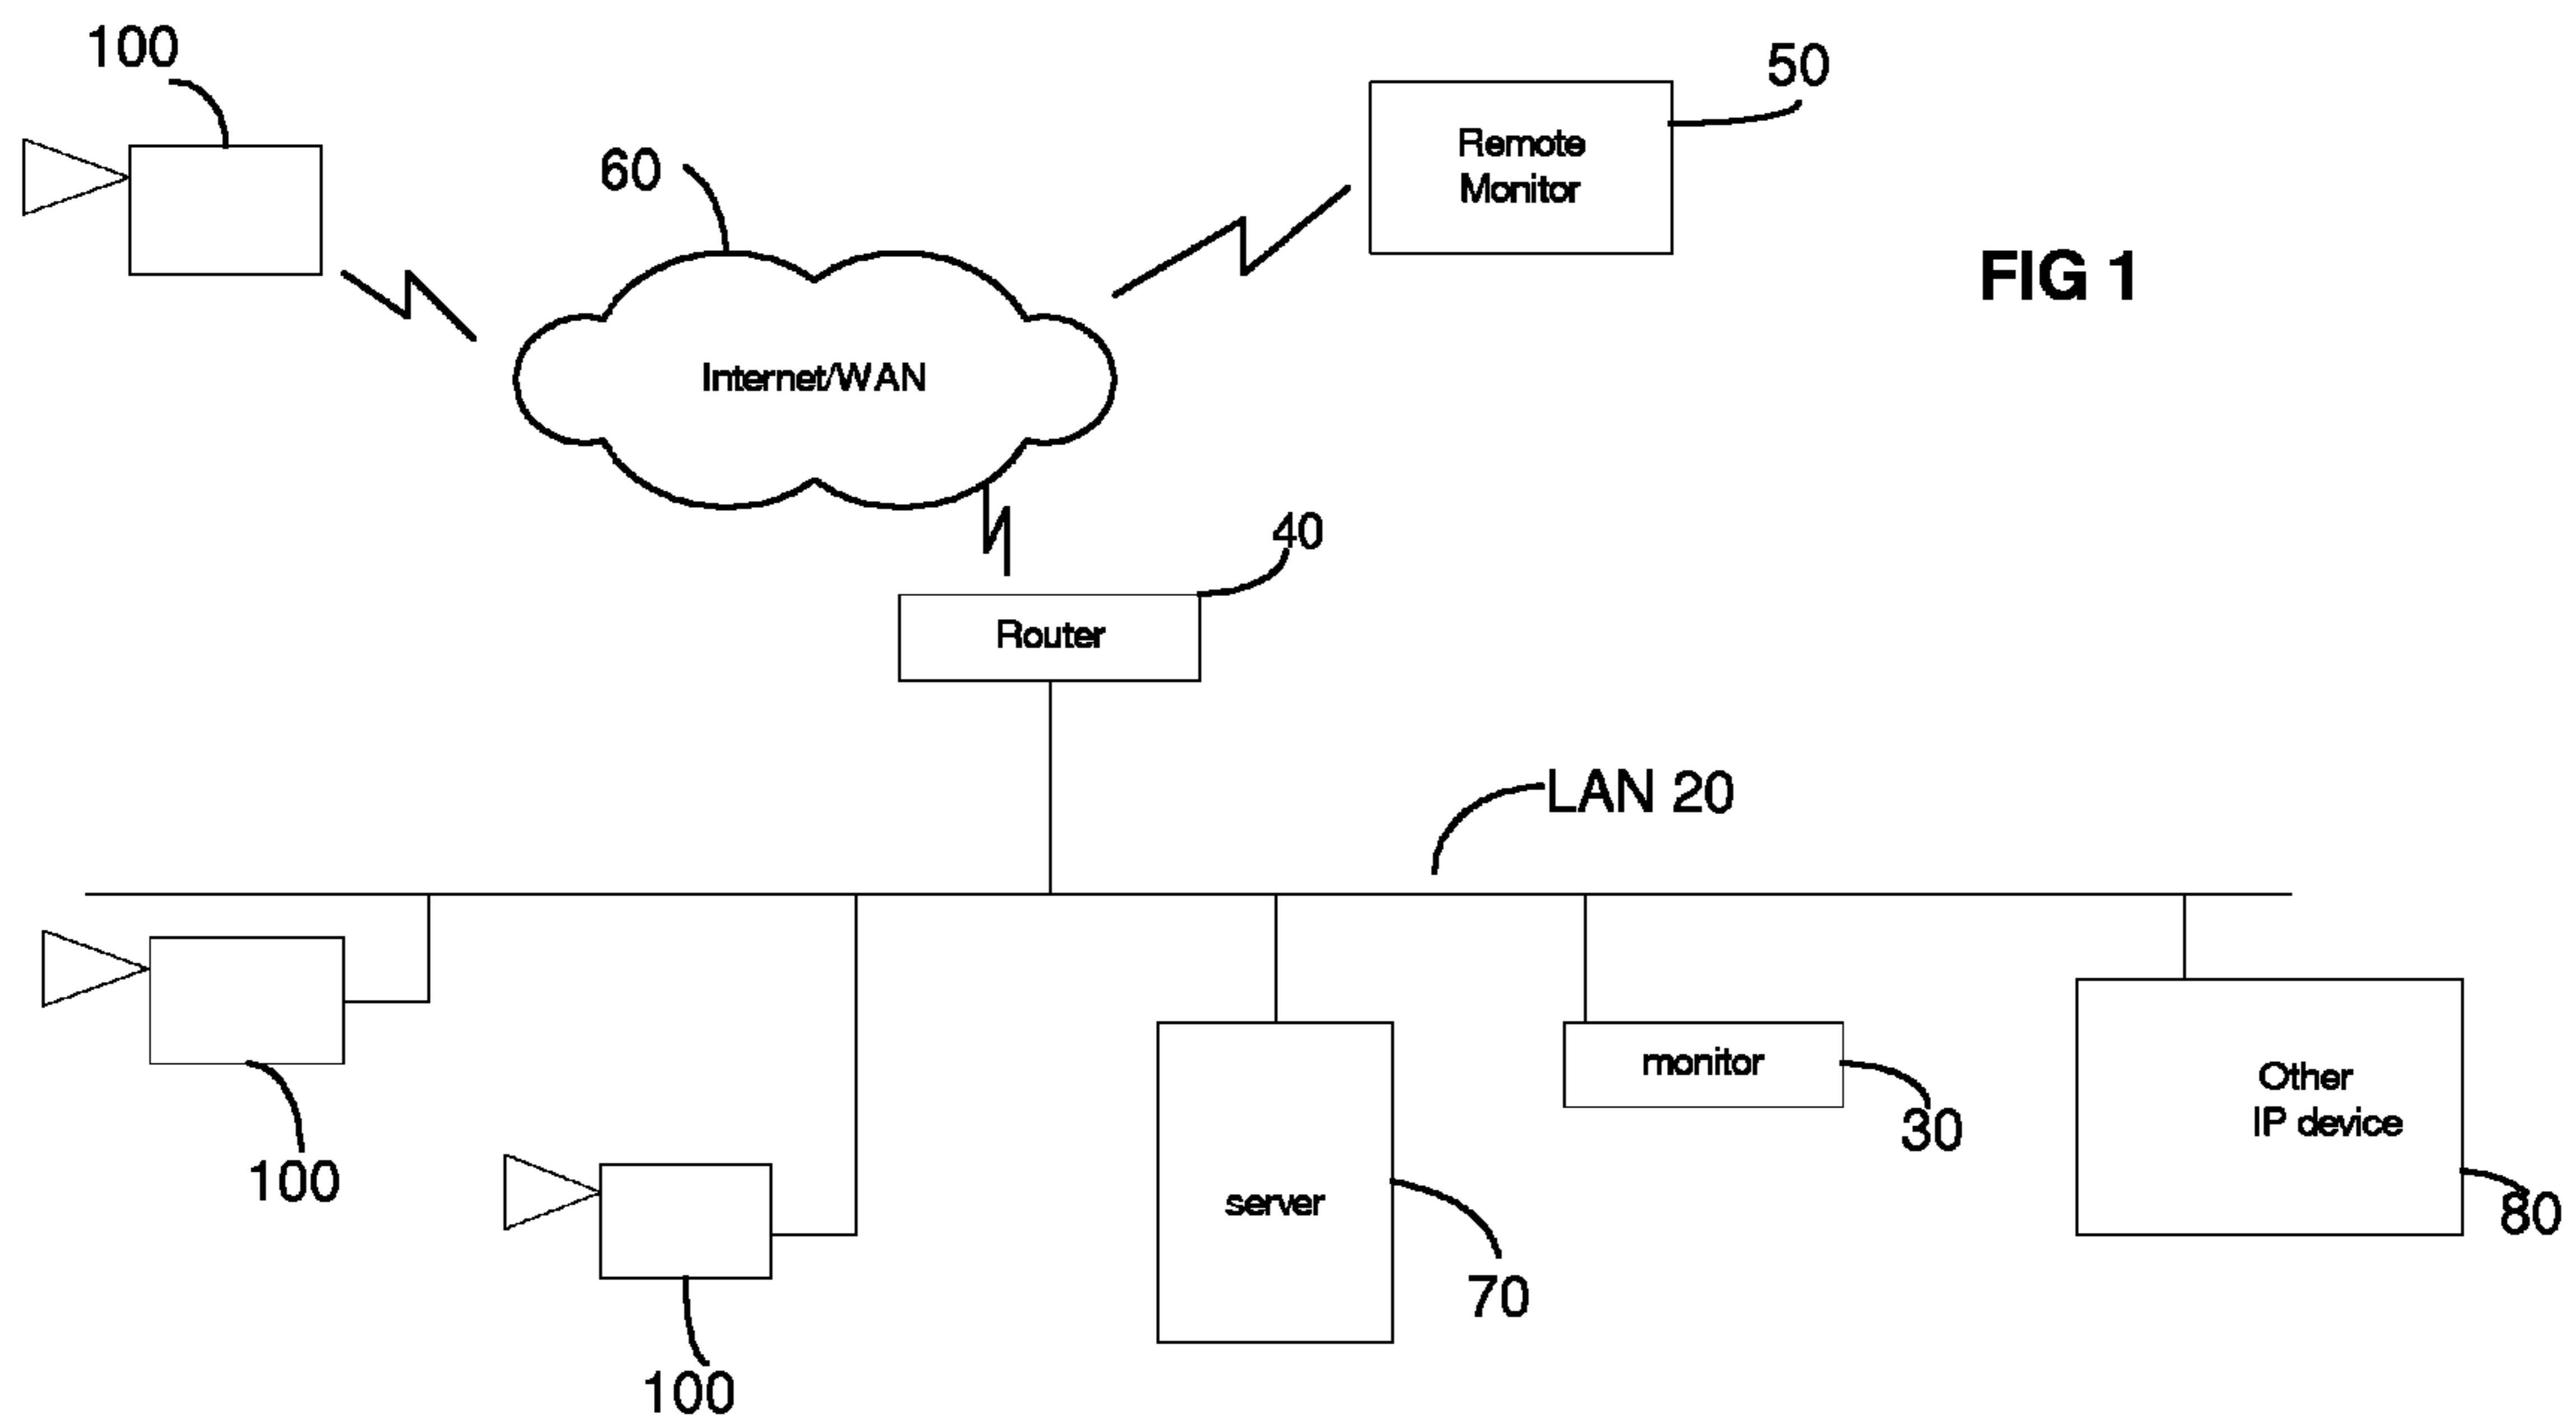 100
50
Remote
Monitor
60
FIG 1
Internet/WAN
40
Router
LAN 20
monitor
Other
IP device
30
100
server
80
70
100